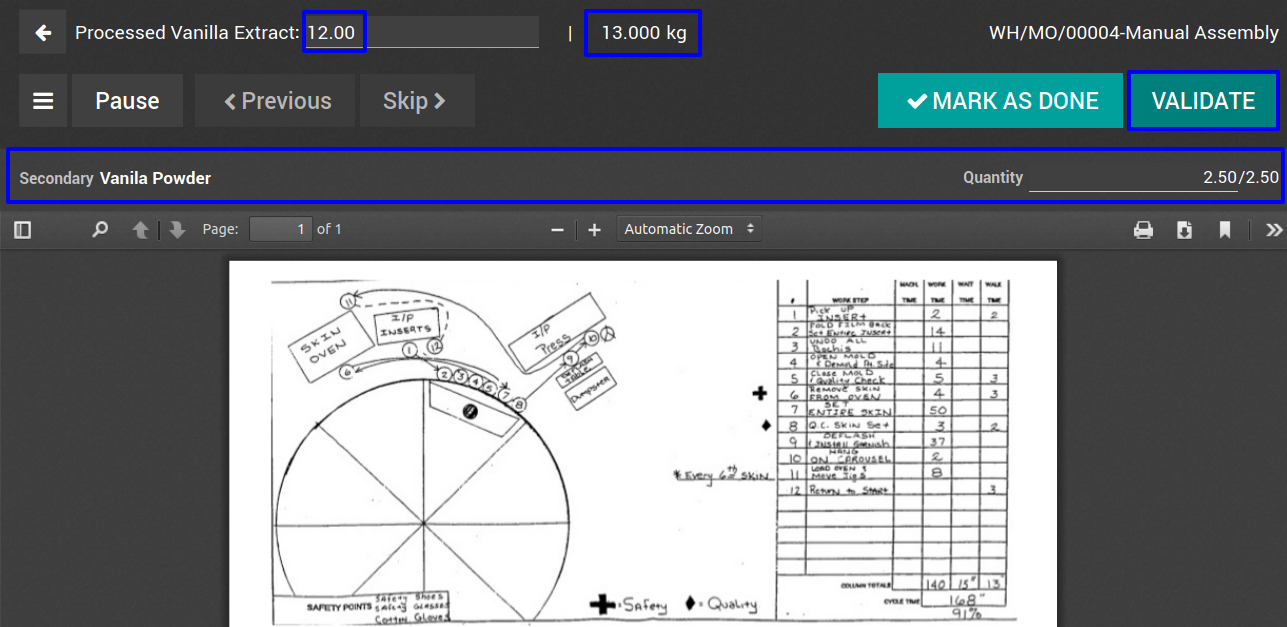 Processed Vanilla Extract: 12.00 | 13.000 kg WH/MO/00004-Manual Assembly
Pause Previous Skip MARK AS DONE VALIDATE
Secondary Vanila Powder Quantity 2.50/2.50
Page: 1 of 1 Automatic Zoom
11
SKIN
OVEN
I/P
INSERTS
I/P
Press
1 12
6
2 3 4 5 7 8
9 10
DUMPSTER
SAFETY POINTS
Safety Shoes
Safety Glasses
Cotton Gloves
* Every 6th Skin
= Safety = Quality
MACH. WORK WAIT WALK
# WORK STEP TIME TIME TIME TIME
1 Pick UP INSERT 2 2
2 FOLD FILM Back Set Entire Insert 14
3 UNDO ALL 11
4 OPEN MOLD & Demold Pt. Side 4
5 Close MOLD & Quality Check 5 3
6 Remove SKIN FROM OVEN 4 3
7 SET ENTIRE SKIN 50
8 Q.C. SKIN Set 3 2
9 DEFLASH & Install Garnish 37
10 HANG ON CAROUSEL 2
11 LOAD OVEN & Move Jigs 8
12 Return to START 3
COLUMN TOTALS 140 15" 13
CYCLE TIME 168"
91%